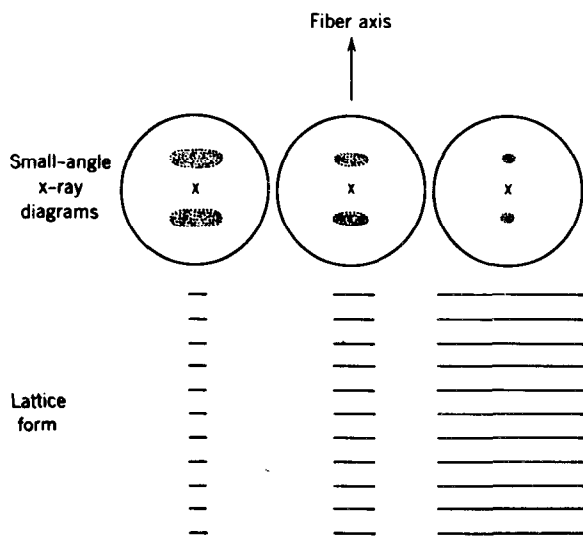 Fiber axis
Small-angle
x-ray
diagrams
x
x
x
Lattice
form